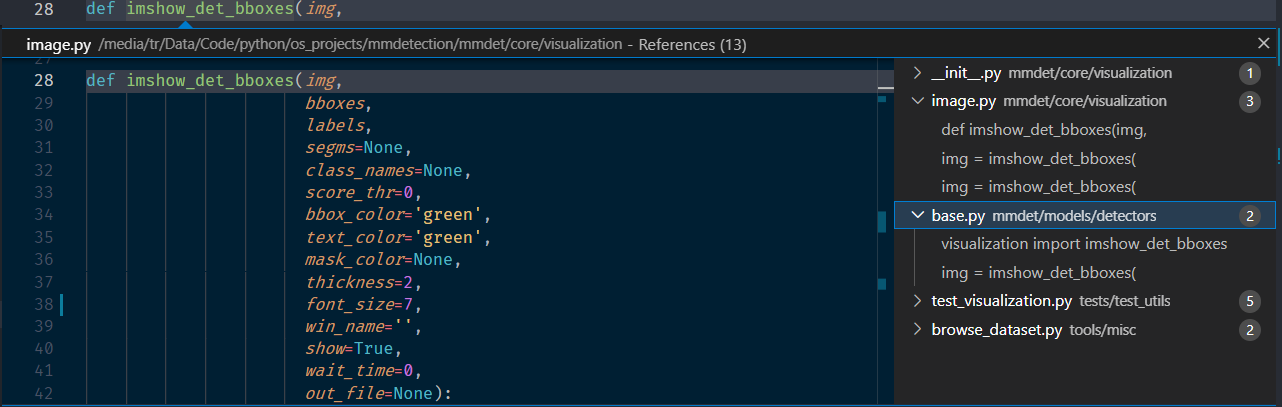 28 def imshow_det_bboxes(img,
image.py /media/tr/Data/Code/python/os_projects/mmdetection/mmdet/core/visualization - References (13)
27
28 def imshow_det_bboxes(img,
29 bboxes,
30 labels,
31 segms=None,
32 class_names=None,
33 score_thr=0,
34 bbox_color='green',
35 text_color='green',
36 mask_color=None,
37 thickness=2,
38 font_size=7,
39 win_name='',
40 show=True,
41 wait_time=0,
42 out_file=None):
__init__.py mmdet/core/visualization 1
image.py mmdet/core/visualization 3
def imshow_det_bboxes(img,
img = imshow_det_bboxes(
img = imshow_det_bboxes(
base.py mmdet/models/detectors 2
visualization import imshow_det_bboxes
img = imshow_det_bboxes(
test_visualization.py tests/test_utils 5
browse_dataset.py tools/misc 2